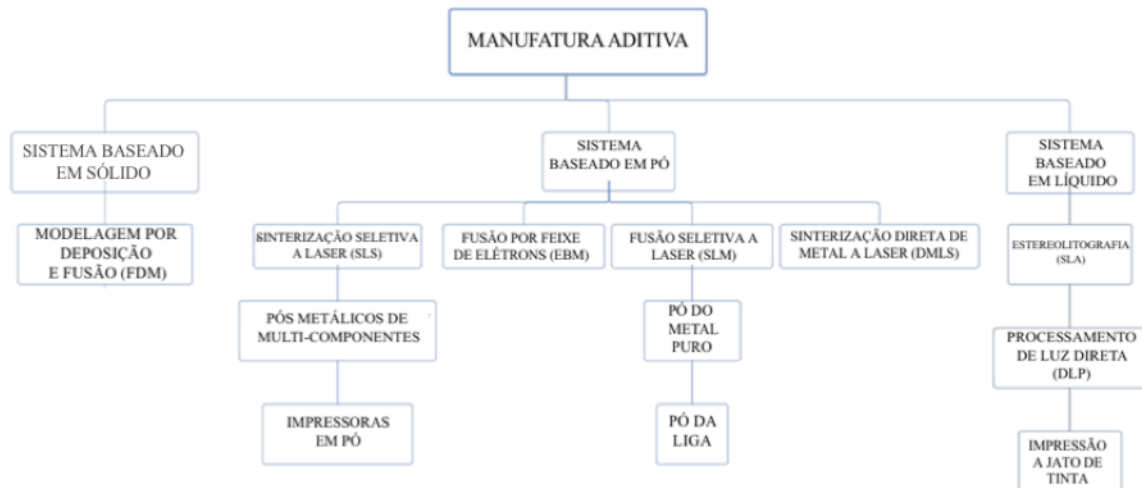 MANUFATURA ADITIVA
SISTEMA BASEADO
EM SÓLIDO
SISTEMA
BASEADO EM PÓ
SISTEMA
BASEADO
EM LÍQUIDO
MODELAGEM POR
DEPOSIÇÃO
E FUSÃO (FDM)
SINTERIZAÇÃO SELETIVA
A LASER (SLS)
FUSÃO POR FEIXE
DE ELÉTRONS (EBM)
FUSÃO SELETIVA A
LASER (SLM)
SINTERIZAÇÃO DIRETA DE
METAL A LASER (DMLS)
ESTEREOLITOGRAFIA
(SLA)
PÓS METÁLICOS DE
MULTI-COMPONENTES
PÓ DO
METAL
PURO
PROCESSAMENTO
DE LUZ DIRETA
(DLP)
IMPRESSORAS
EM PÓ
PÓ DA
LIGA
IMPRESSÃO
A JATO DE
TINTA